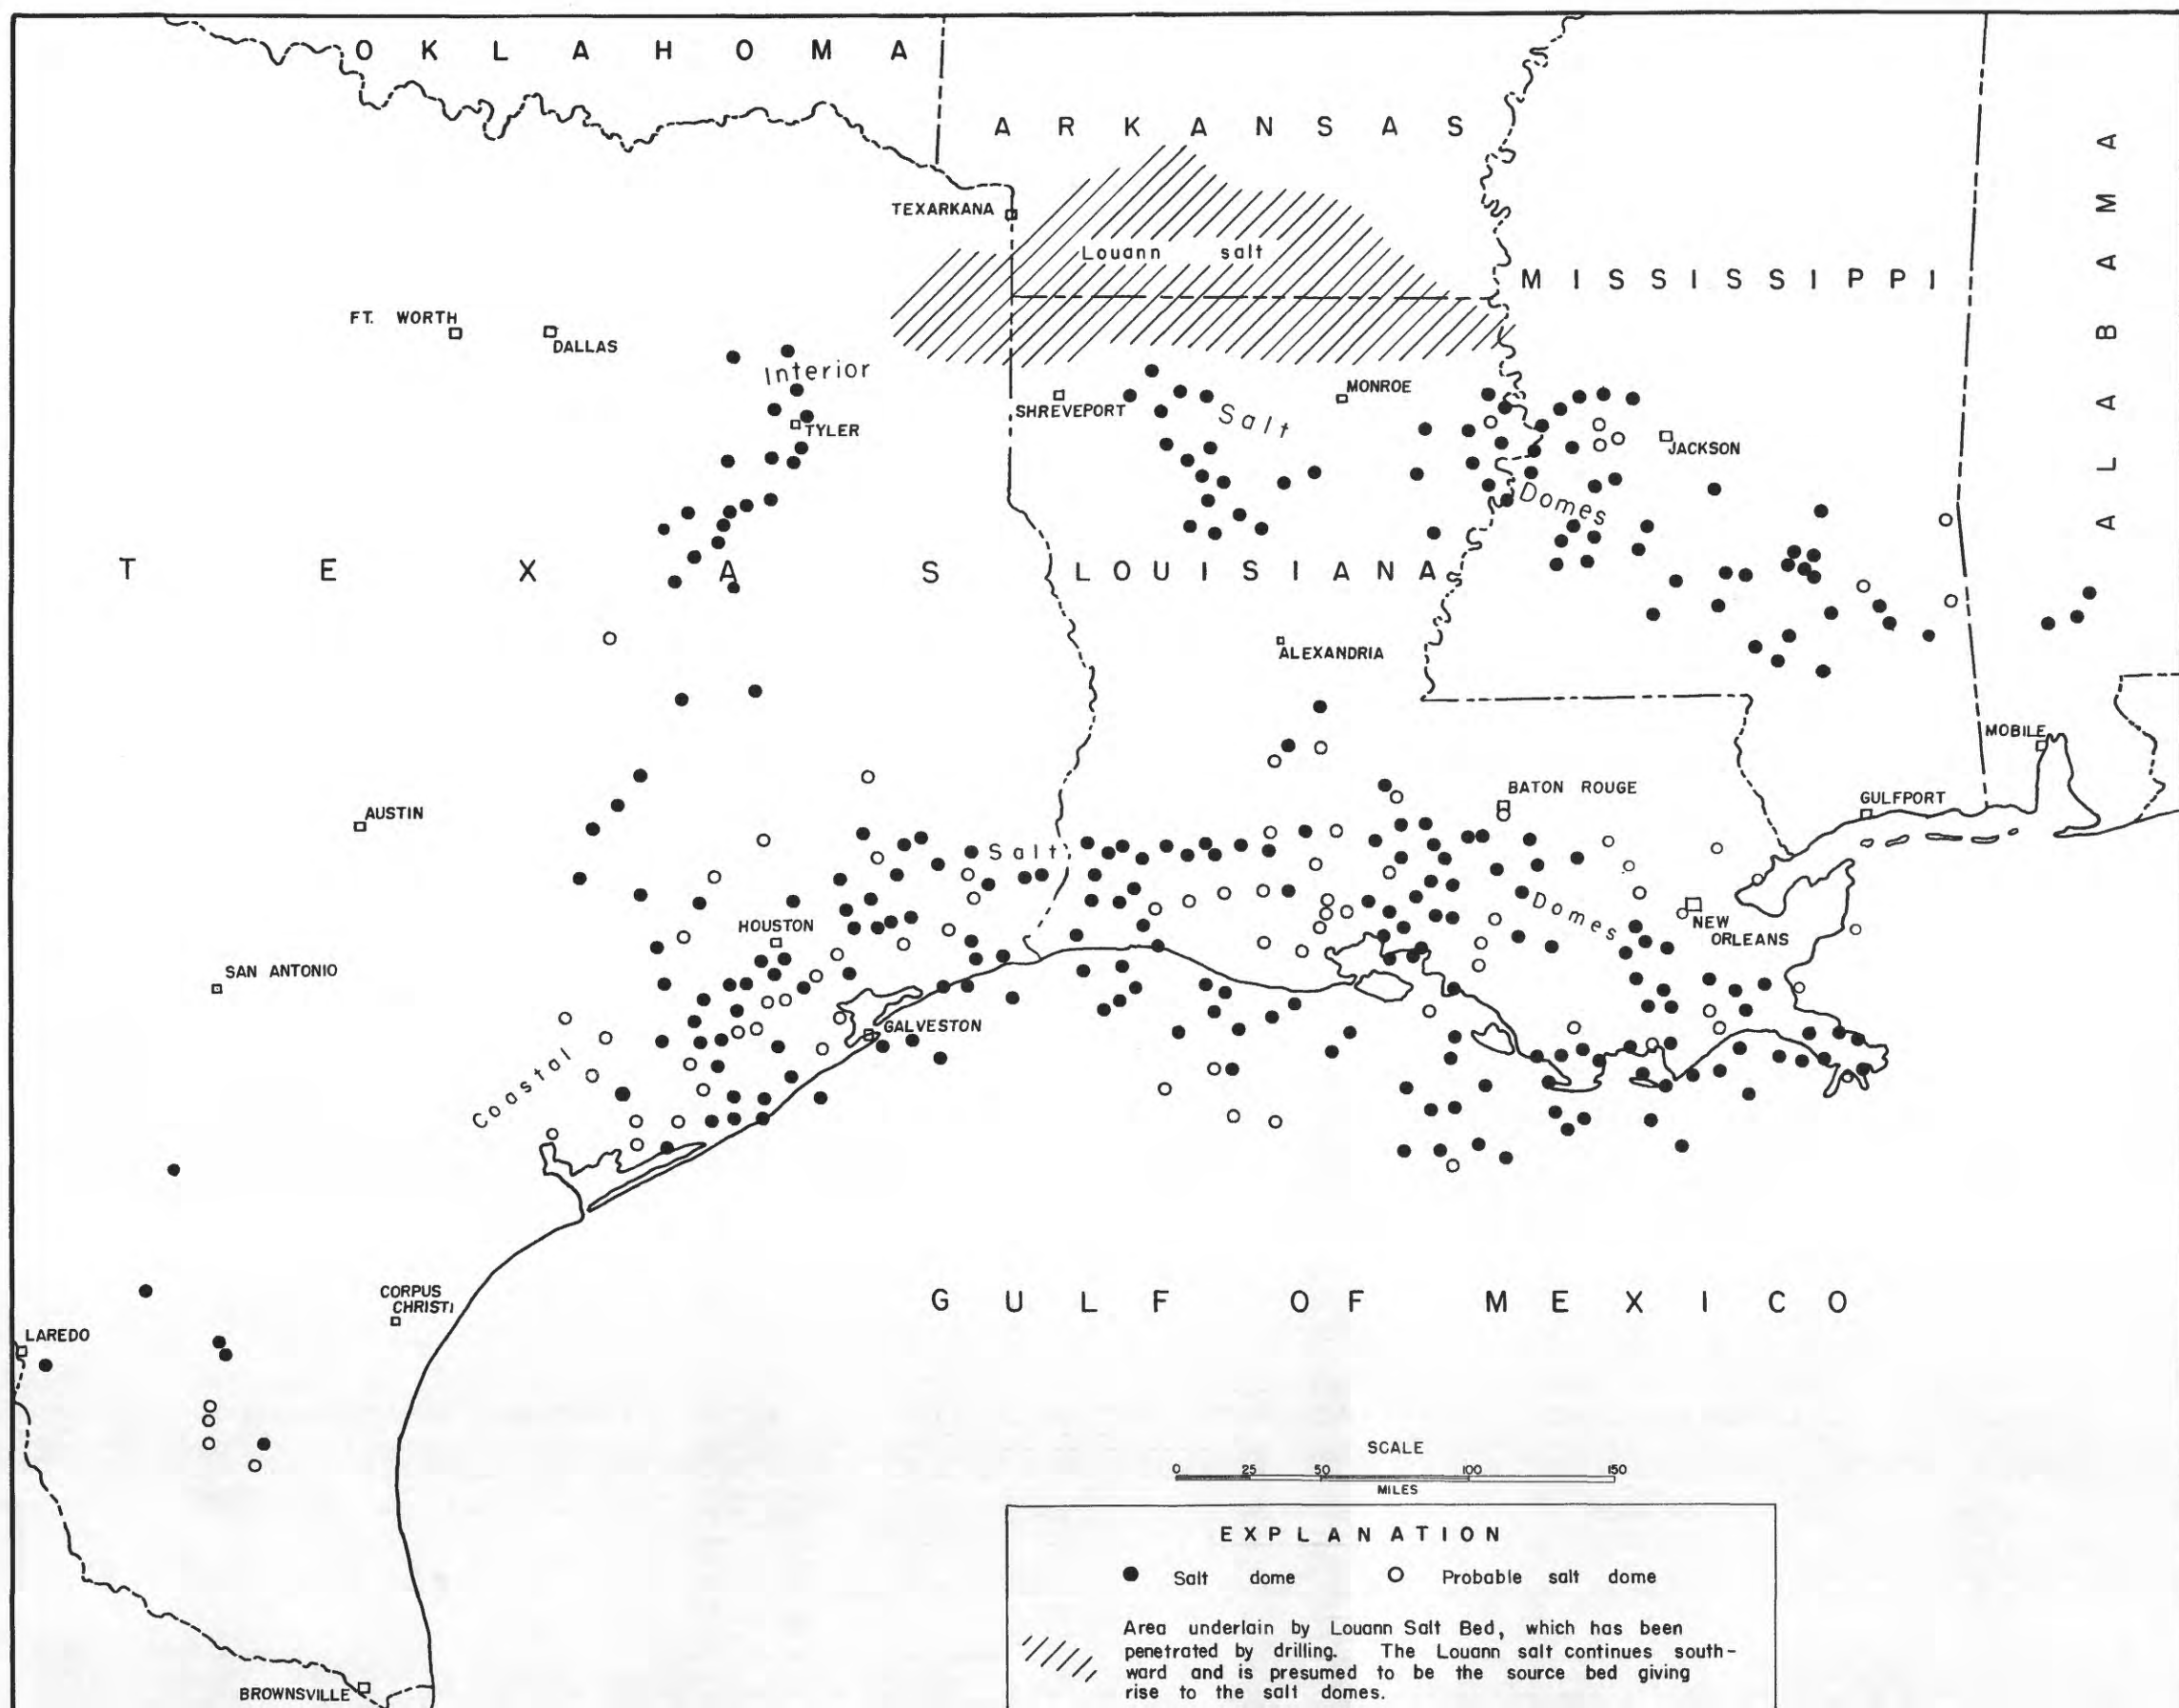 OKLAHOMA
ARKANSAS
ALABAMA
TEXARKANA
Louann salt
MISSISSIPPI
FT. WORTH
DALLAS
Interior
SHREVEPORT
MONROE
Salt
TYLER
JACKSON
Domes
TEXAS
LOUISIANA
ALEXANDRIA
MOBILE
BATON ROUGE
GULFPORT
AUSTIN
Salt
Domes
HOUSTON
NEW
ORLEANS
SAN ANTONIO
GALVESTON
Coastal
CORPUS
CHRISTI
GULF OF MEXICO
LAREDO
SCALE
0 25 50 100 150
MILES
EXPLANATION
Salt dome
Probable salt dome
Area underlain by Louann Salt Bed, which has been
penetrated by drilling. The Louann salt continues south-
ward and is presumed to be the source bed giving
rise to the salt domes.
BROWNSVILLE